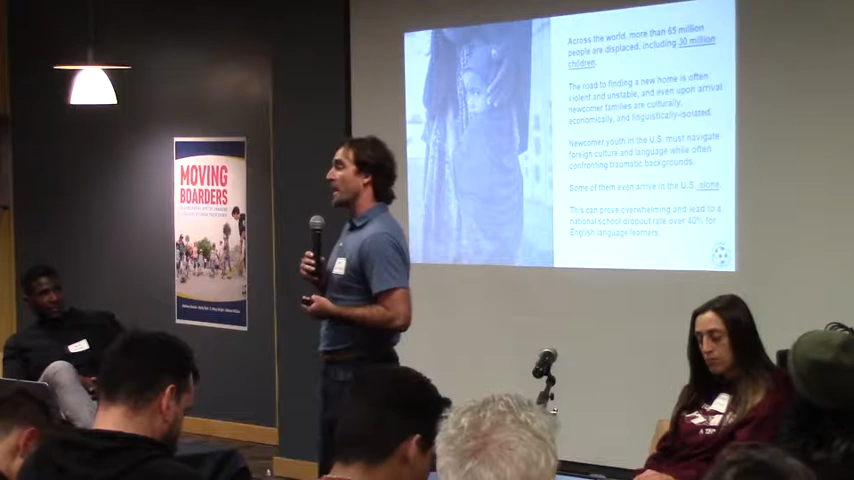 MOVING
BOARDERS
Across the world, more than 65 million
people are displaced, including 30 million
children.
The road to finding a new home is often
violent and unstable, and even upon arrival
newcomer families are culturally,
economically, and linguistically-isolated.
Newcomer youth in the U.S. must navigate
foreign culture and language while often
confronting traumatic backgrounds.
Some of them even arrive in the U.S. alone.
This can prove overwhelming and lead to a
national school dropout rate over 40% for
English language learners.